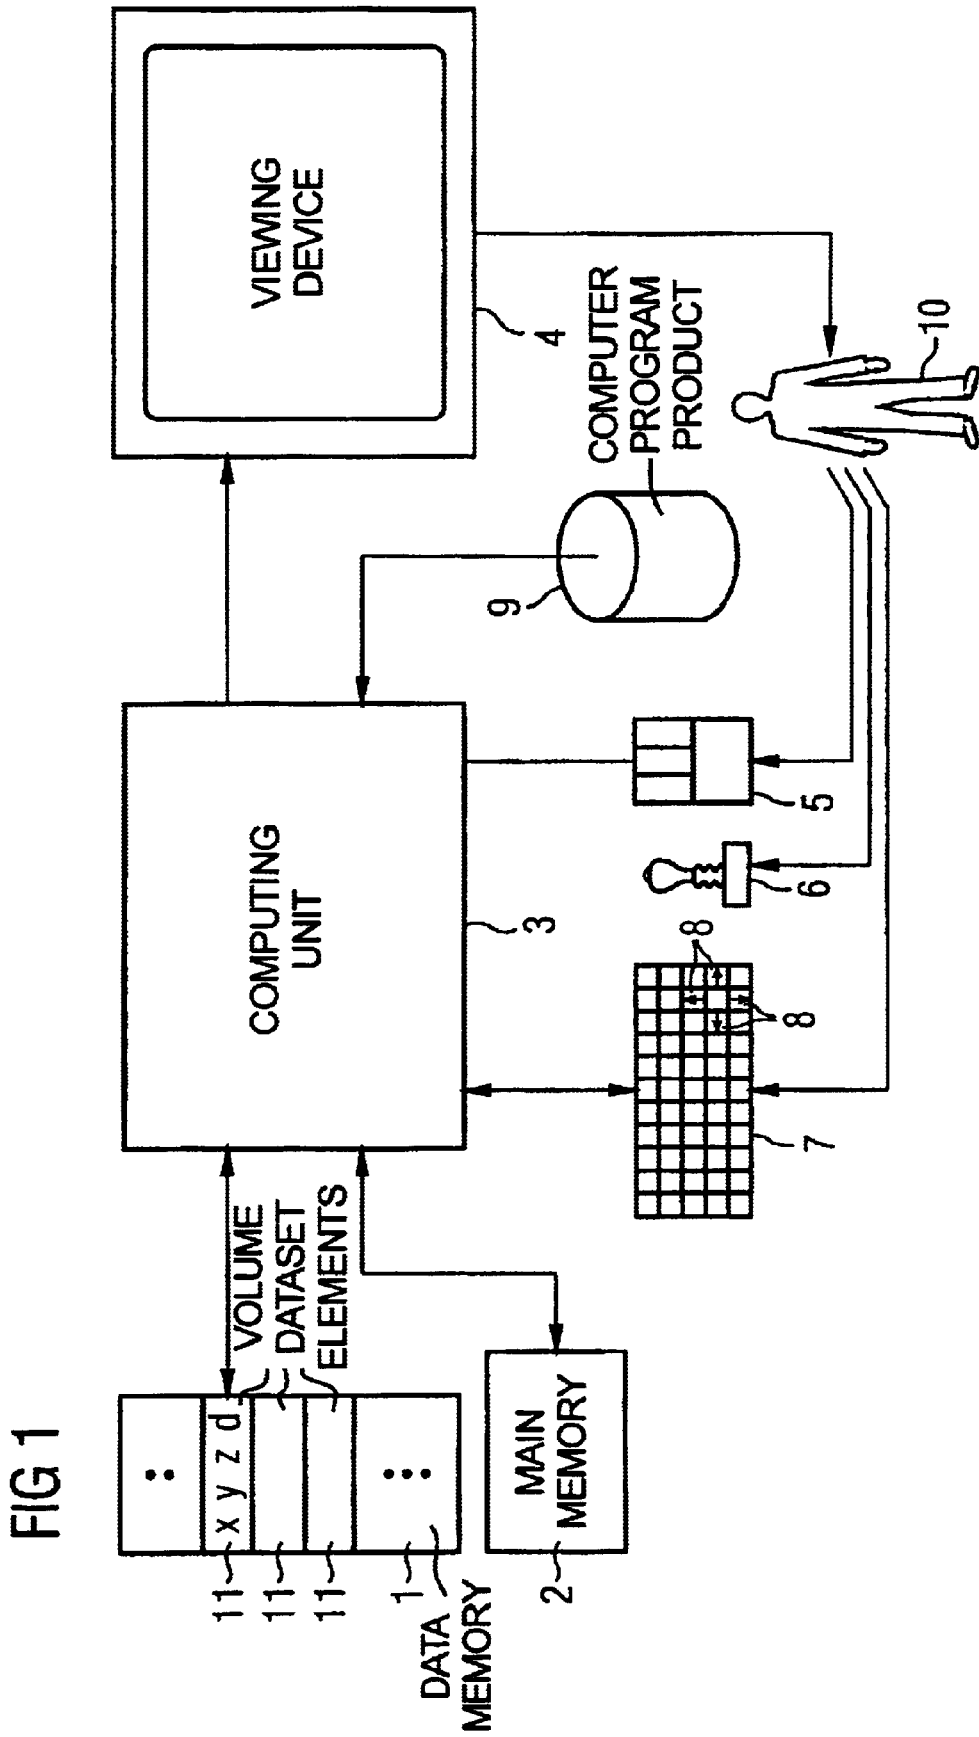 FIG 1
11
x y z d
11
11
1
DATA
MEMORY
VOLUME
DATASET
ELEMENTS
2
MAIN
MEMORY
COMPUTING
UNIT
3
7
8
8
6
5
9
COMPUTER
PROGRAM
PRODUCT
VIEWING
DEVICE
4
10